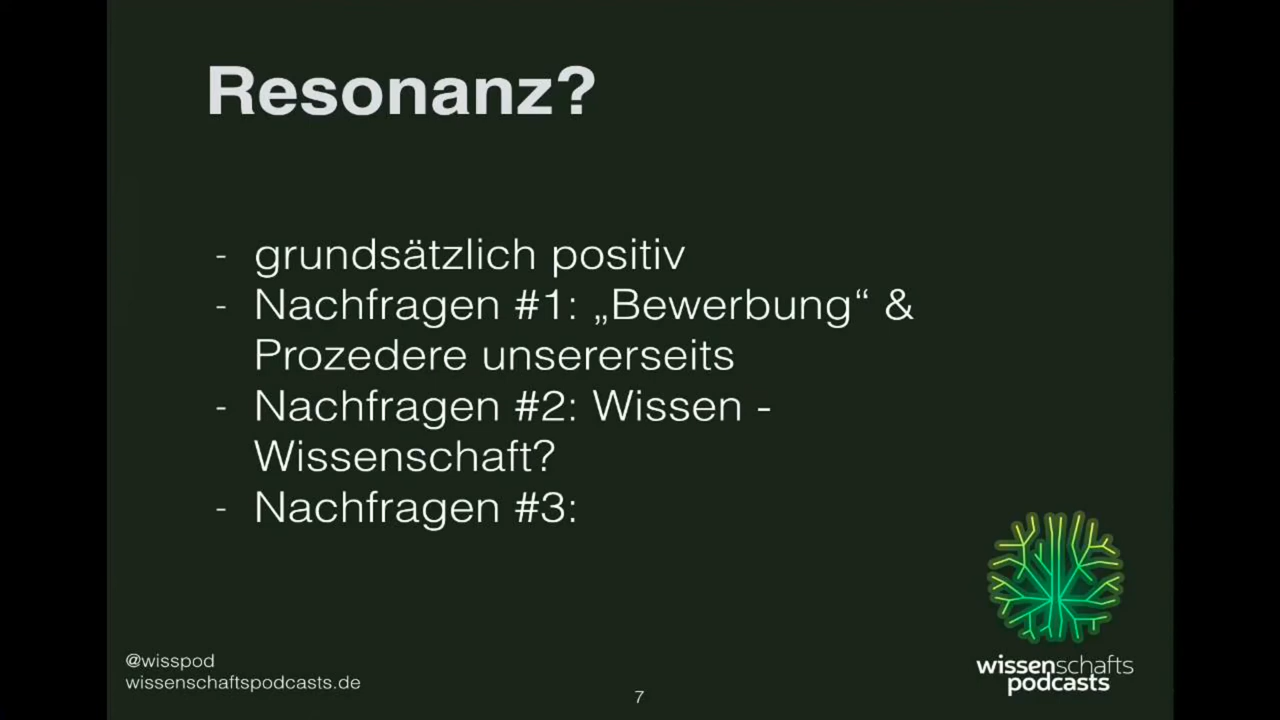 Resonanz?
- grundsätzlich positiv
- Nachfragen #1: „Bewerbung“ &
Prozedere unsererseits
- Nachfragen #2: Wissen -
Wissenschaft?
- Nachfragen #3:
@wisspod
wissenschaftspodcasts.de
7
wissenschafts
podcasts